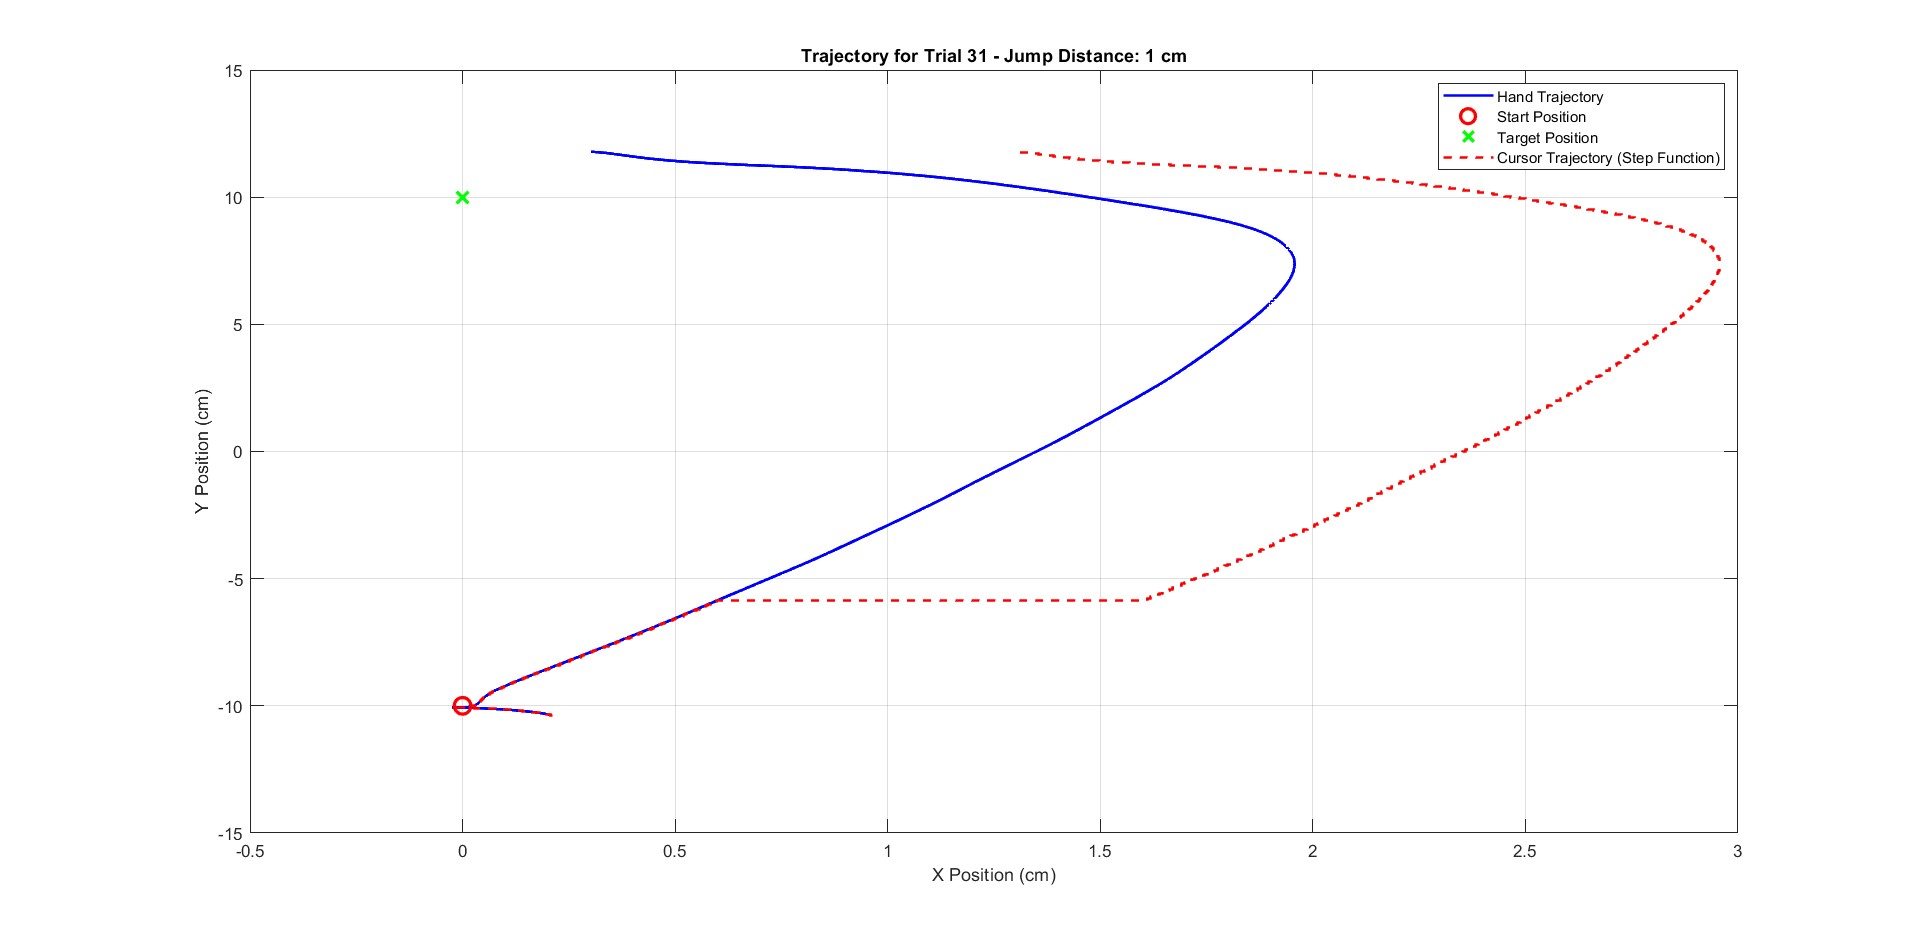 Trajectory for Trial 31 - Jump Distance: 1 cm
Hand Trajectory
Start Position
Target Position
Cursor Trajectory (Step Function)
Y Position (cm)
15
10
5
0
-5
-10
-15
-0.5
0
0.5
1
1.5
2
2.5
3
X Position (cm)